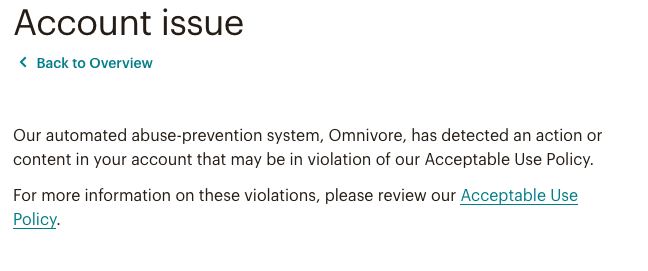 Account issue
Back to Overview
Our automated abuse-prevention system, Omnivore, has detected an action or
content in your account that may be in violation of our Acceptable Use Policy.
For more information on these violations, please review our Acceptable Use
Policy.